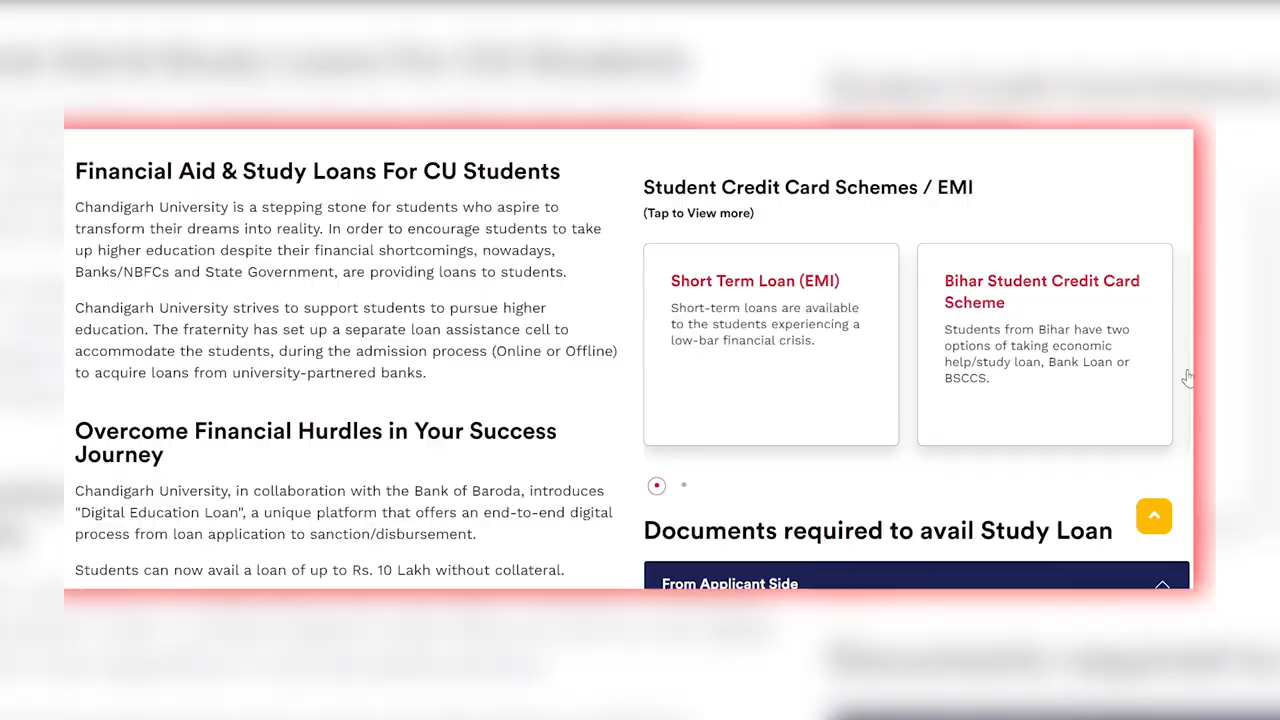 Financial Aid & Study Loans For CU Students
Chandigarh University is a stepping stone for students who aspire to
transform their dreams into reality. In order to encourage students to take
up higher education despite their financial shortcomings, nowadays,
Banks/NBFCs and State Government, are providing loans to students.
Chandigarh University strives to support students to pursue higher
education. The fraternity has set up a separate loan assistance cell to
accommodate the students, during the admission process (Online or Offline)
to acquire loans from university-partnered banks.
Overcome Financial Hurdles in Your Success
Journey
Chandigarh University, in collaboration with the Bank of Baroda, introduces
"Digital Education Loan", a unique platform that offers an end-to-end digital
process from loan application to sanction/disbursement.
Students can now avail a loan of up to Rs. 10 Lakh without collateral.
Student Credit Card Schemes / EMI
(Tap to View more)
Short Term Loan (EMI)
Short-term loans are available
to the students experiencing a
low-bar financial crisis.
Bihar Student Credit Card
Scheme
Students from Bihar have two
options of taking economic
help/study loan, Bank Loan or
BSCCS.
Documents required to avail Study Loan
From Applicant Side